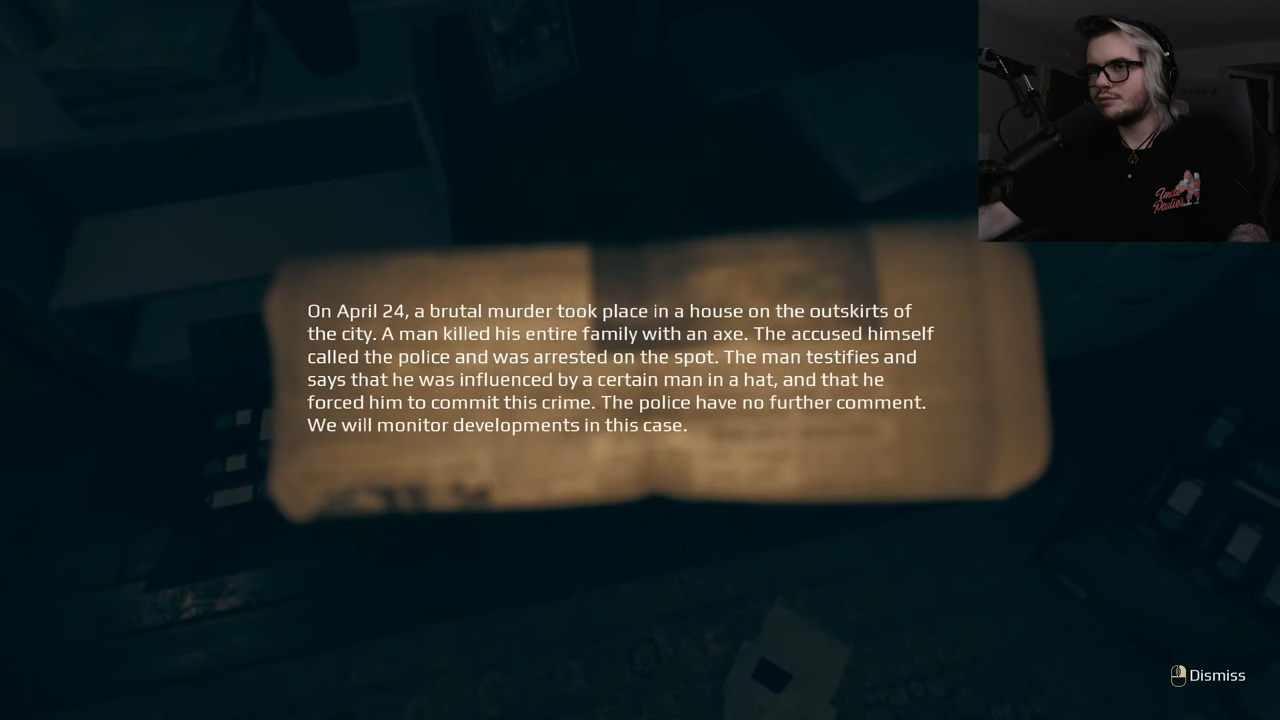 On April 24, a brutal murder took place in a house on the outskirts of
the city. A man killed his entire family with an axe. The accused himself
called the police and was arrested on the spot. The man testifies and
says that he was influenced by a certain man in a hat, and that he
forced him to commit this crime. The police have no further comment.
We will monitor developments in this case.
Uncle
Paulie's
Dismiss